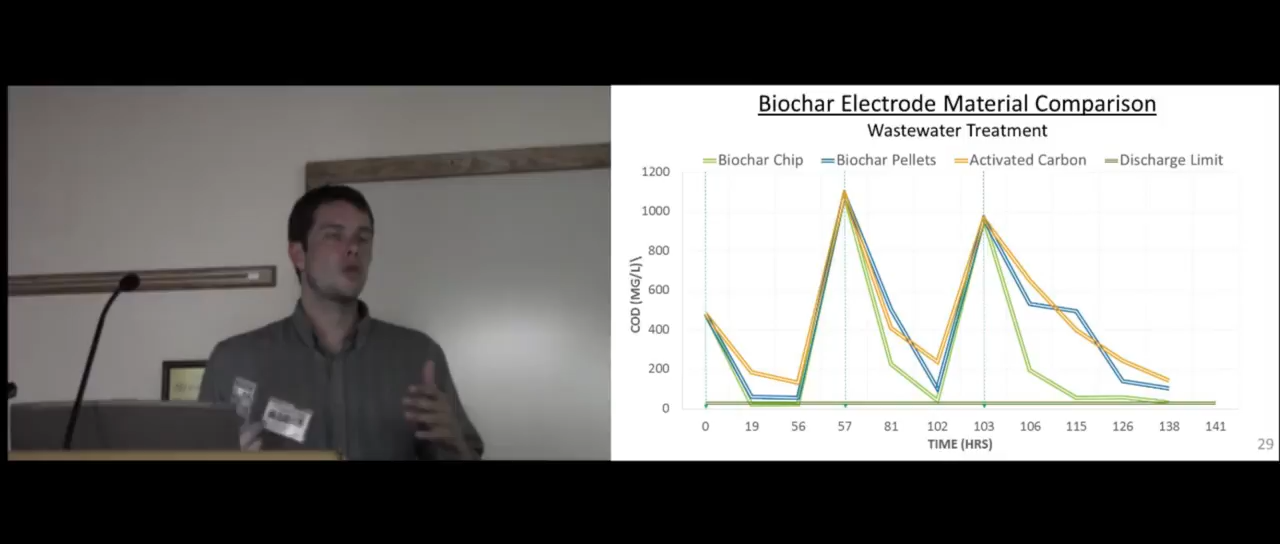 Biochar Electrode Material Comparison
Wastewater Treatment
Biochar Chip Biochar Pellets Activated Carbon Discharge Limit
1200
1000
800
600
400
200
0
COD (MG/L)\
0 19 56 57 81 102 103 106 115 126 138 141
TIME (HRS)
29